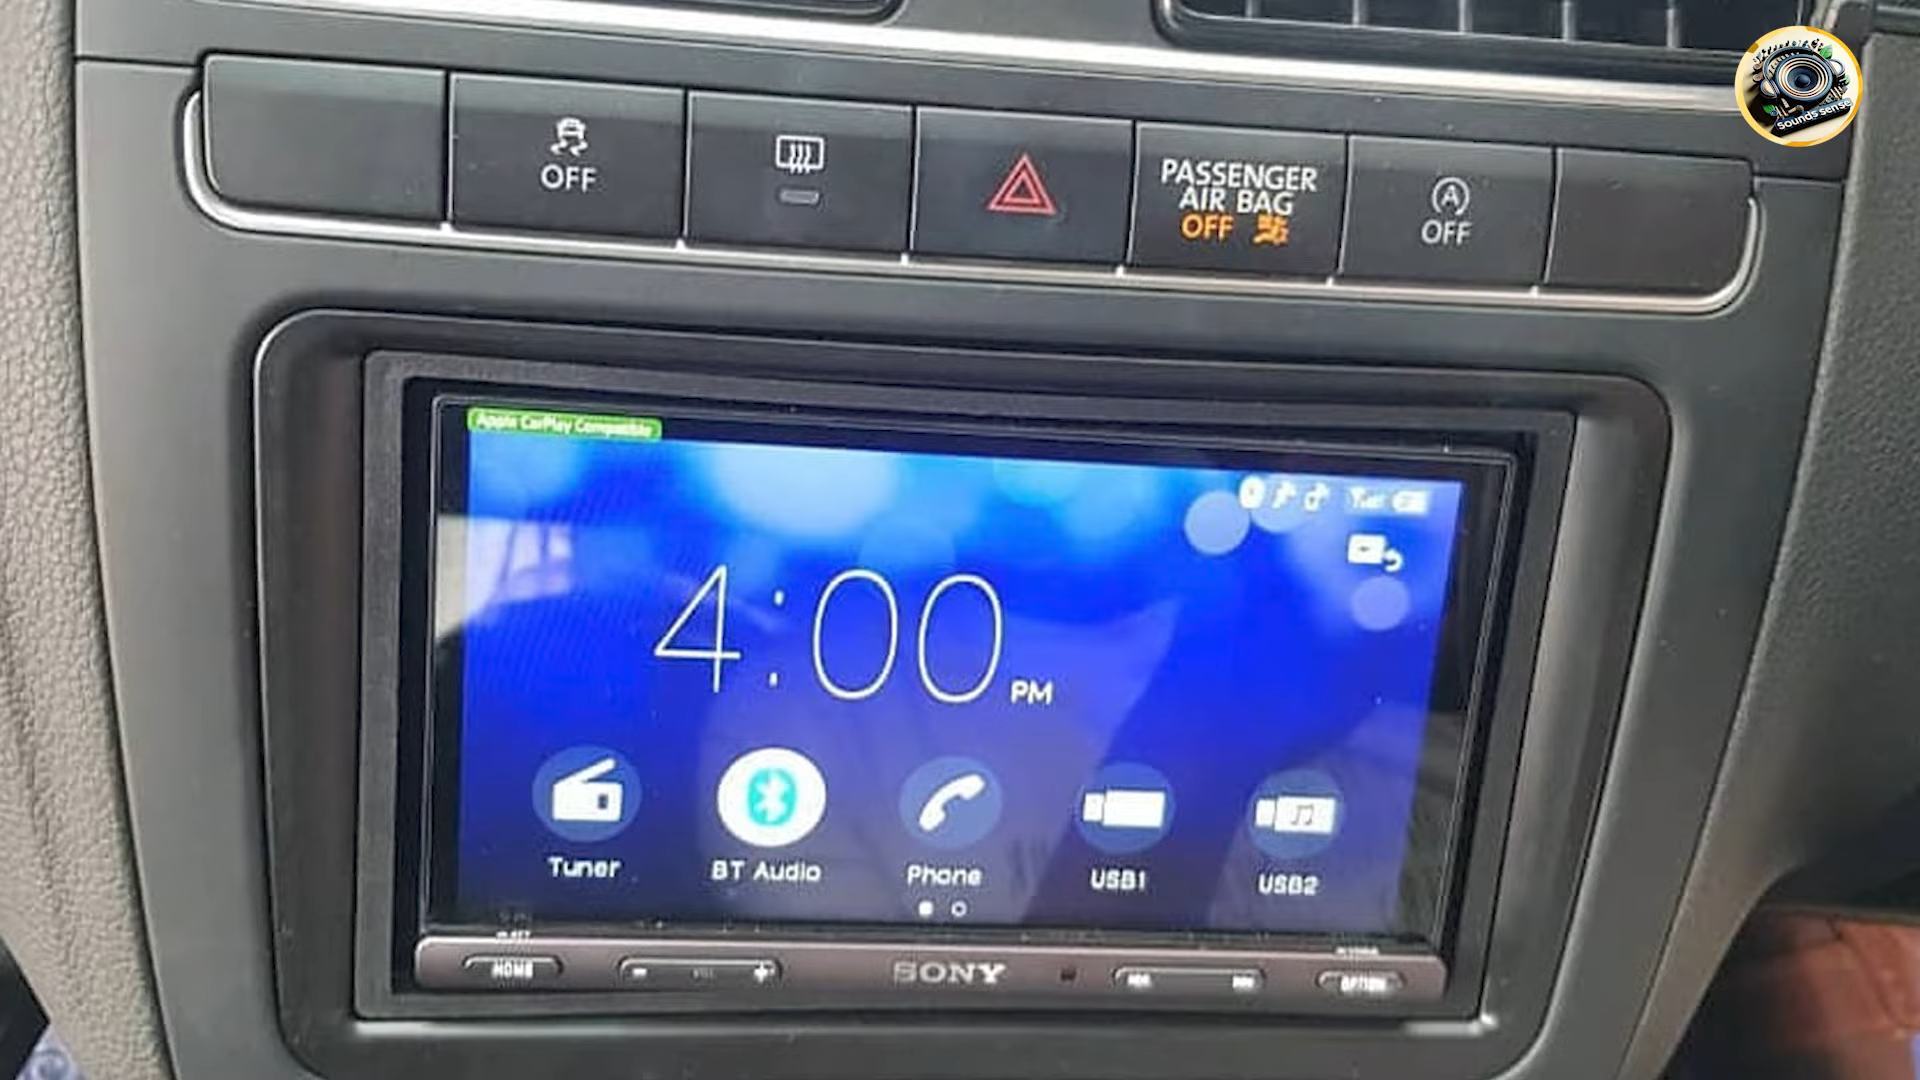 sounds sense
OFF
PASSENGER
AIR BAG
OFF
A
OFF
Apple CarPlay Compatible
4:00 PM
Tuner
BT Audio
Phone
USB1
USB2
HOME
- VOL +
SONY
OPTION